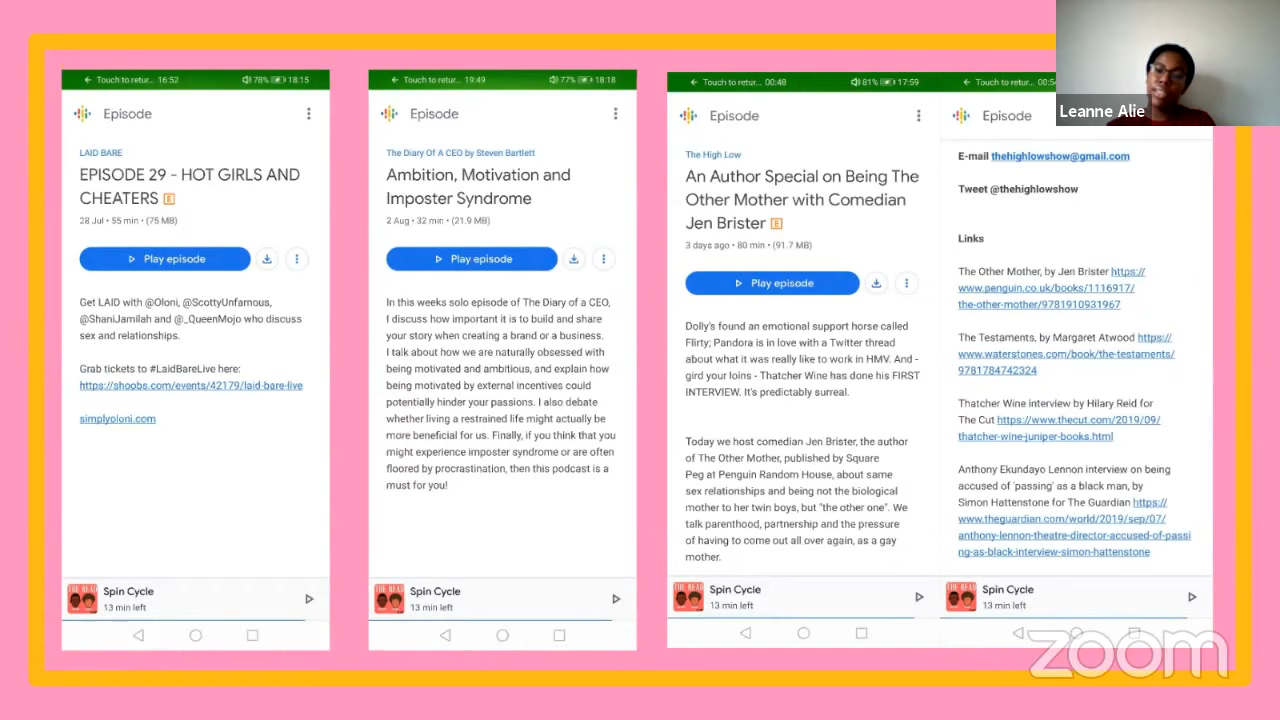 Touch to retur... 16:52 78% 18:15
Episode
LAID BARE
EPISODE 29 - HOT GIRLS AND
CHEATERS E
28 Jul • 55 min • (75 MB)
Play episode
Get LAID with @Oloni, @ScottyUnfamous,
@ShaniJamilah and @_QueenMojo who discuss
sex and relationships.
Grab tickets to #LaidBareLive here:
https://shoobs.com/events/42179/laid-bare-live
simplyoloni.com
THE READ
Spin Cycle
13 min left
Touch to retur... 19:49 77% 18:18
Episode
The Diary Of A CEO by Steven Bartlett
Ambition, Motivation and
Imposter Syndrome
2 Aug • 32 min • (21.9 MB)
Play episode
In this weeks solo episode of The Diary of a CEO,
I discuss how important it is to build and share
your story when creating a brand or a business.
I talk about how we are naturally obsessed with
being motivated and ambitious, and explain how
being motivated by external incentives could
potentially hinder your passions. I also debate
whether living a restrained life might actually be
more beneficial for us. Finally, if you think that you
might experience imposter syndrome or are often
floored by procrastination, then this podcast is a
must for you!
THE READ
Spin Cycle
13 min left
Touch to retur... 00:48 81% 17:59
Episode
The High Low
An Author Special on Being The
Other Mother with Comedian
Jen Brister E
3 days ago • 80 min • (91.7 MB)
Play episode
Dolly's found an emotional support horse called
Flirty; Pandora is in love with a Twitter thread
about what it was really like to work in HMV. And -
gird your loins - Thatcher Wine has done his FIRST
INTERVIEW. It's predictably surreal.
Today we host comedian Jen Brister, the author
of The Other Mother, published by Square
Peg at Penguin Random House, about same
sex relationships and being not the biological
mother to her twin boys, but "the other one". We
talk parenthood, partnership and the pressure
of having to come out all over again, as a gay
mother.
THE READ
Spin Cycle
13 min left
Touch to retur...
Episode
E-mail thehighlowshow@gmail.com
Tweet @thehighlowshow
Links
The Other Mother, by Jen Brister https://
www.penguin.co.uk/books/1116917/
the-other-mother/9781910931967
The Testaments, by Margaret Atwood https://
www.waterstones.com/book/the-testaments/
9781784742324
Thatcher Wine interview by Hilary Reid for
The Cut https://www.thecut.com/2019/09/
thatcher-wine-juniper-books.html
Anthony Ekundayo Lennon interview on being
accused of 'passing' as a black man, by
Simon Hattenstone for The Guardian https://
www.theguardian.com/world/2019/sep/07/
anthony-lennon-theatre-director-accused-of-passi
ng-as-black-interview-simon-hattenstone
THE READ
Spin Cycle
13 min left
Leanne Alie
zoom